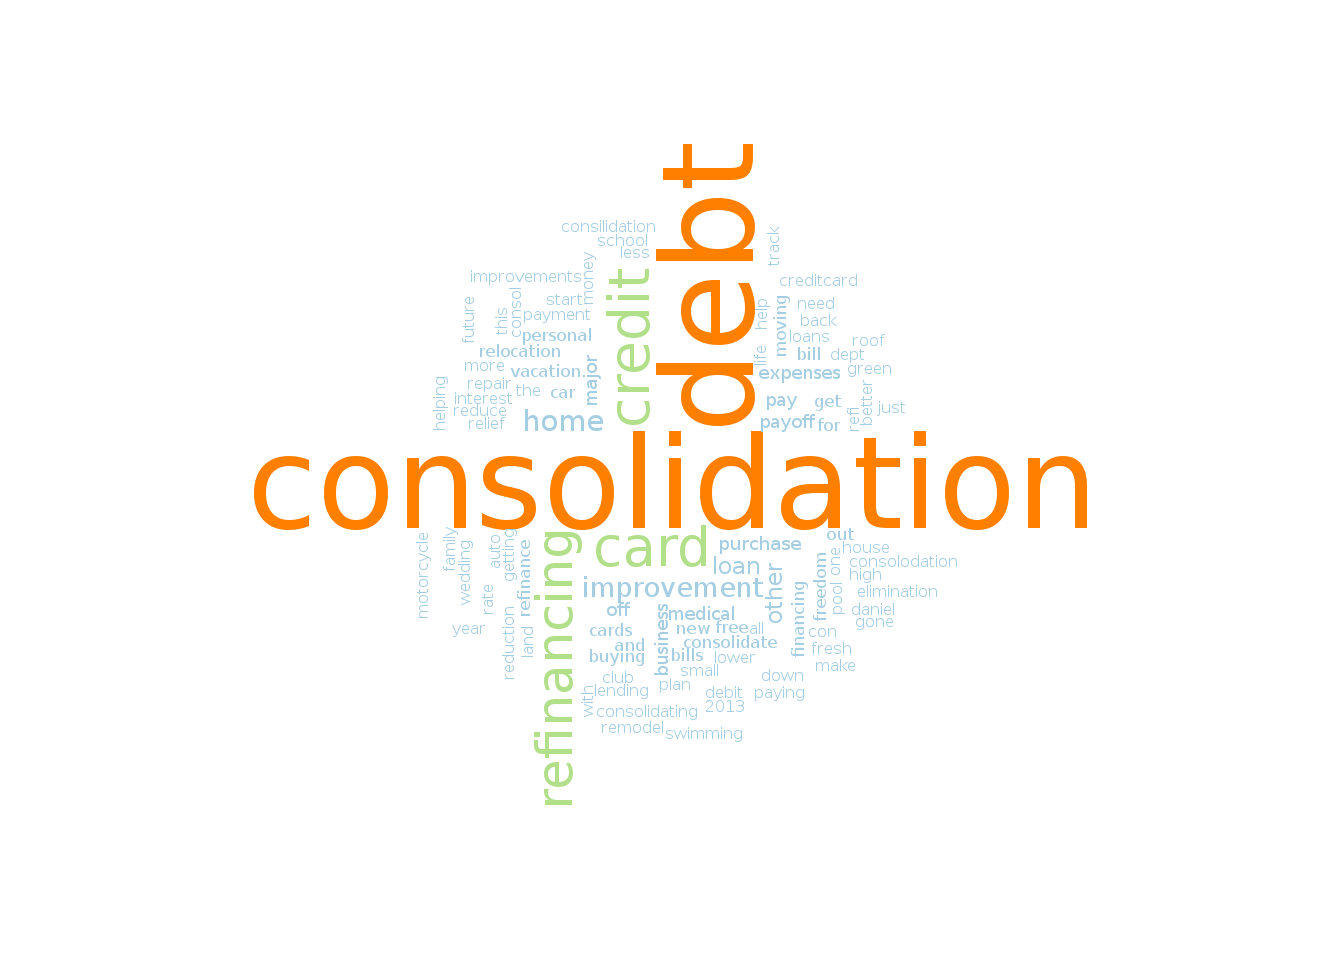 debt
consilidation
school
less
track
improvements
money
creditcard
credit
future
this
consol
start
payment
help
moving
need
back
personal
loans
roof
relocation
life
bill
dept
more
vacation.
major
expenses
green
repair
the
car
helping
interest
reduce
relief
home
pay
get
payoff
for
refi
better
just
consolidation
motorcycle
family
wedding
auto
getting
refinance
refinancing
card
purchase
out
house
loan
one
consolodation
high
improvement
other
rate
financing
freedom
pool
elimination
off
medical
daniel
year
reduction
land
cards
business
new
free
all
con
gone
and
consolidate
fresh
buying
bills
lower
make
club
small
down
with
lending
plan
debit
paying
consolidating
2013
remodel
swimming